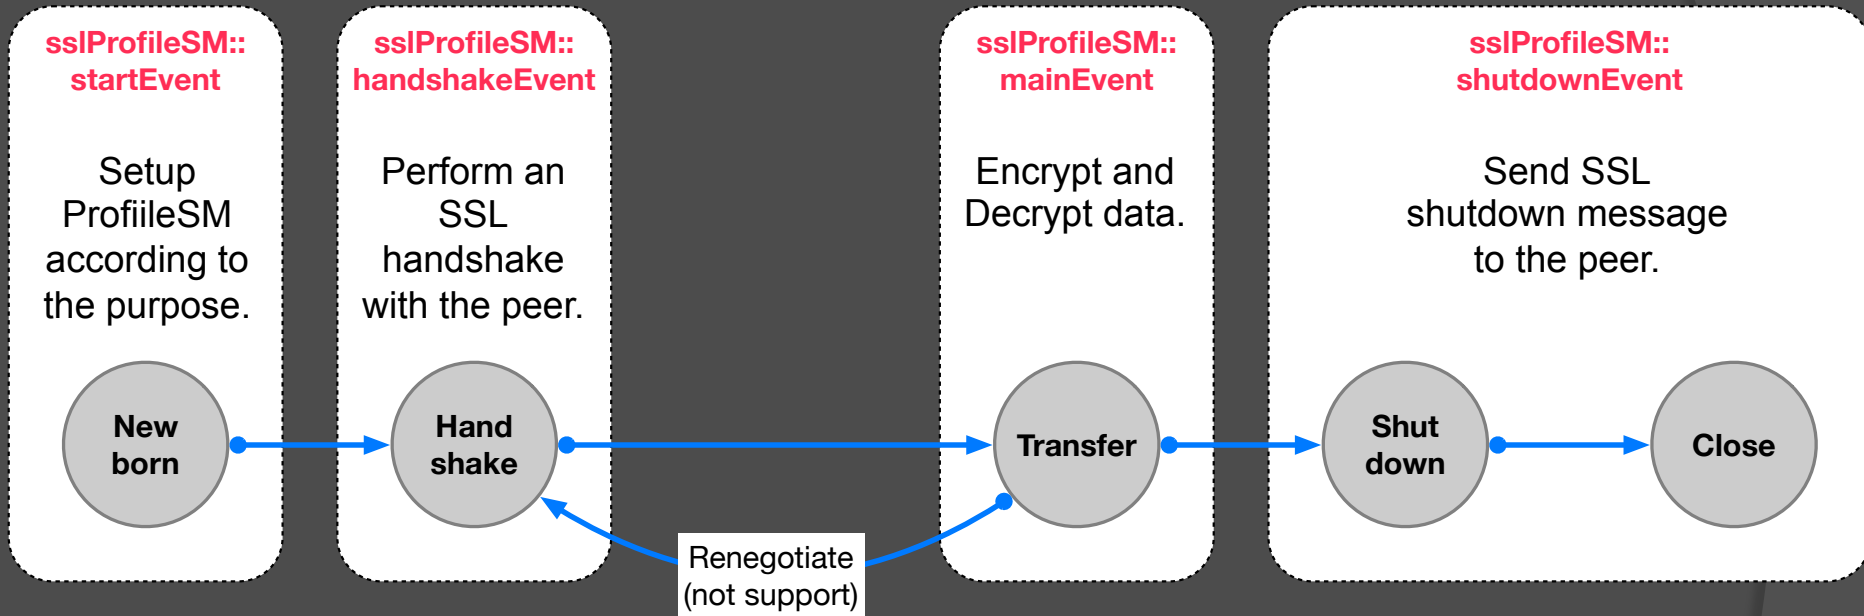 sslProfileSM::
startEvent
Setup
ProfiileSM
according to
the purpose.
New
born
sslProfileSM::
handshakeEvent
Perform an
SSL
handshake
with the peer.
Hand
shake
sslProfileSM::
mainEvent
Encrypt and
Decrypt data.
Transfer
sslProfileSM::
shutdownEvent
Send SSL
shutdown message
to the peer.
Shut
down
Close
Renegotiate
(not support)